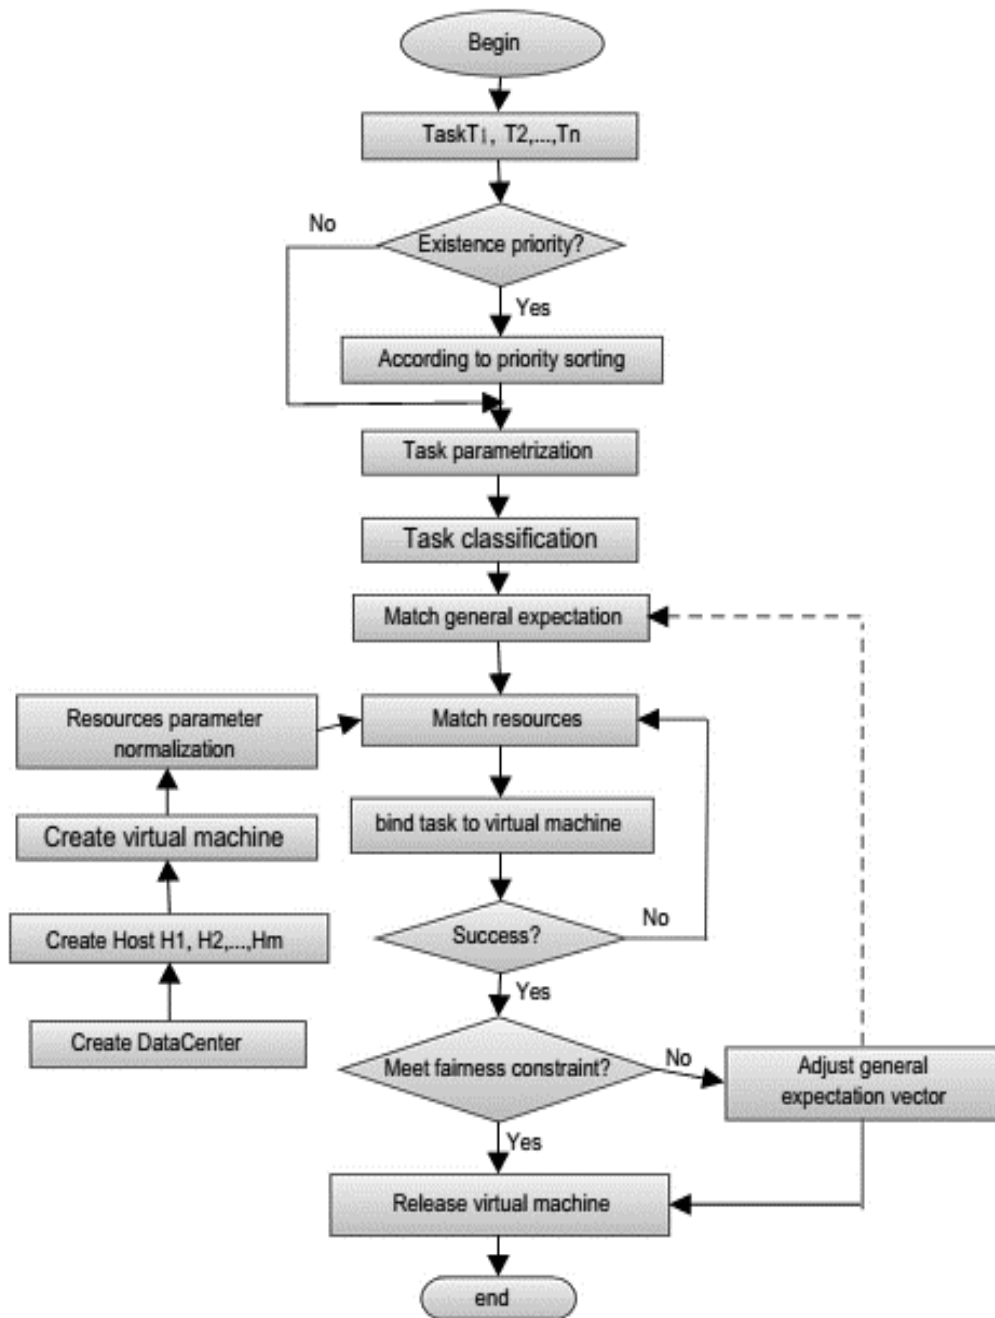 Begin
TaskT1, T2,...,Tn
No
Existence priority?
Yes
According to priority sorting
Task parametrization
Task classification
Match general expectation
Resources parameter
normalization
Match resources
Create virtual machine
bind task to virtual machine
Create Host H1, H2,...,Hm
Success?
No
Yes
Create DataCenter
Meet fairness constraint?
No
Adjust general
expectation vector
Yes
Release virtual machine
end